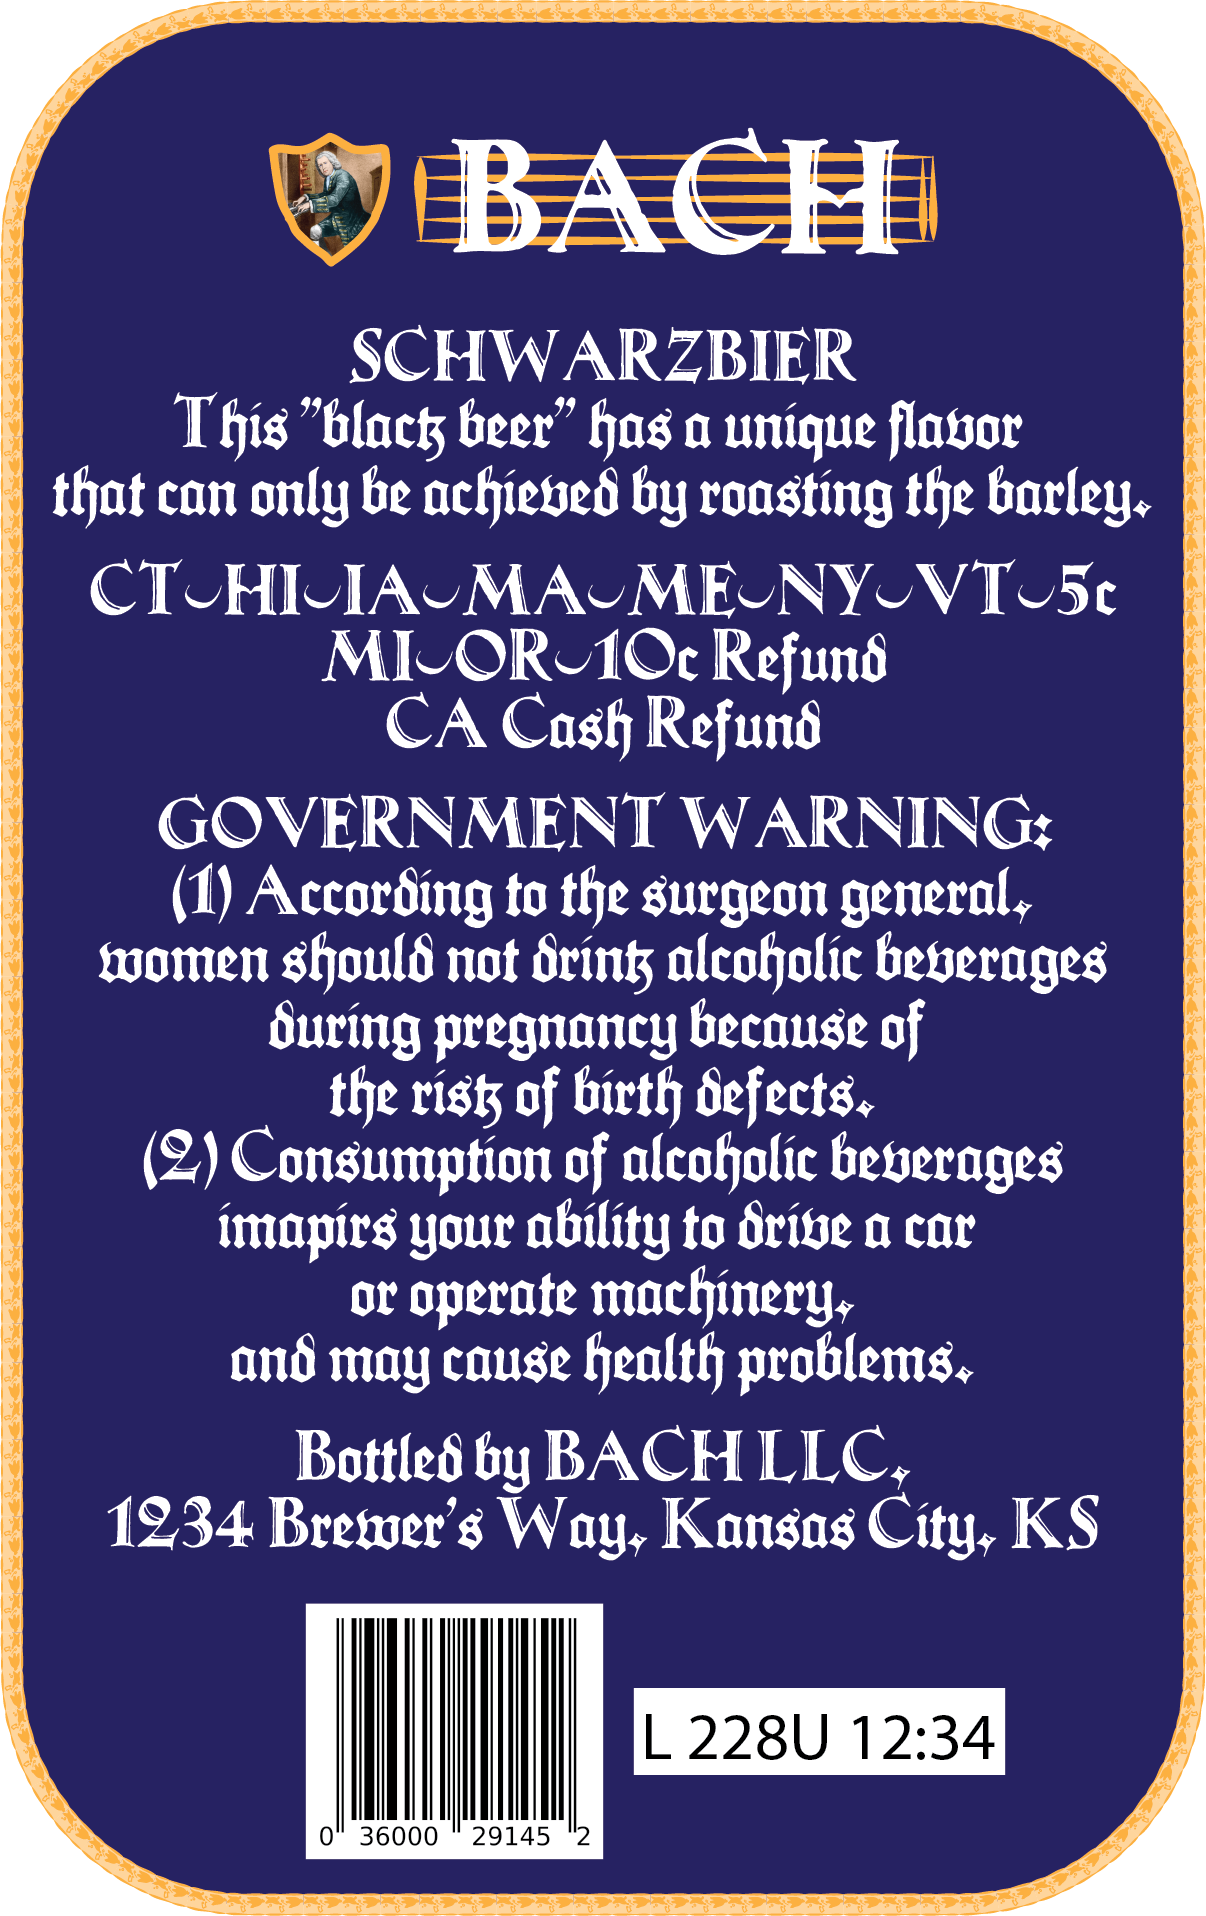 BACH
SCHWARZBIER
This "black beer" has a unique flavor
that can only be achieved by roasting the barley.
CT-HI-IA-MA-ME-NY-VT-5c
MI-OR-10c Refund
CA Cash Refund
GOVERNMENT WARNING:
(1) According to the surgeon general,
women should not drink alcoholic beverages
during pregnancy because of
the risk of birth defects.
(2) Consumption of alcoholic beverages
imapirs your ability to drive a car
or operate machinery,
and may cause health problems.
Bottled by BACH LLC,
1234 Brewer's Way, Kansas City, KS
L 228U 12:34
0 36000 29145 2